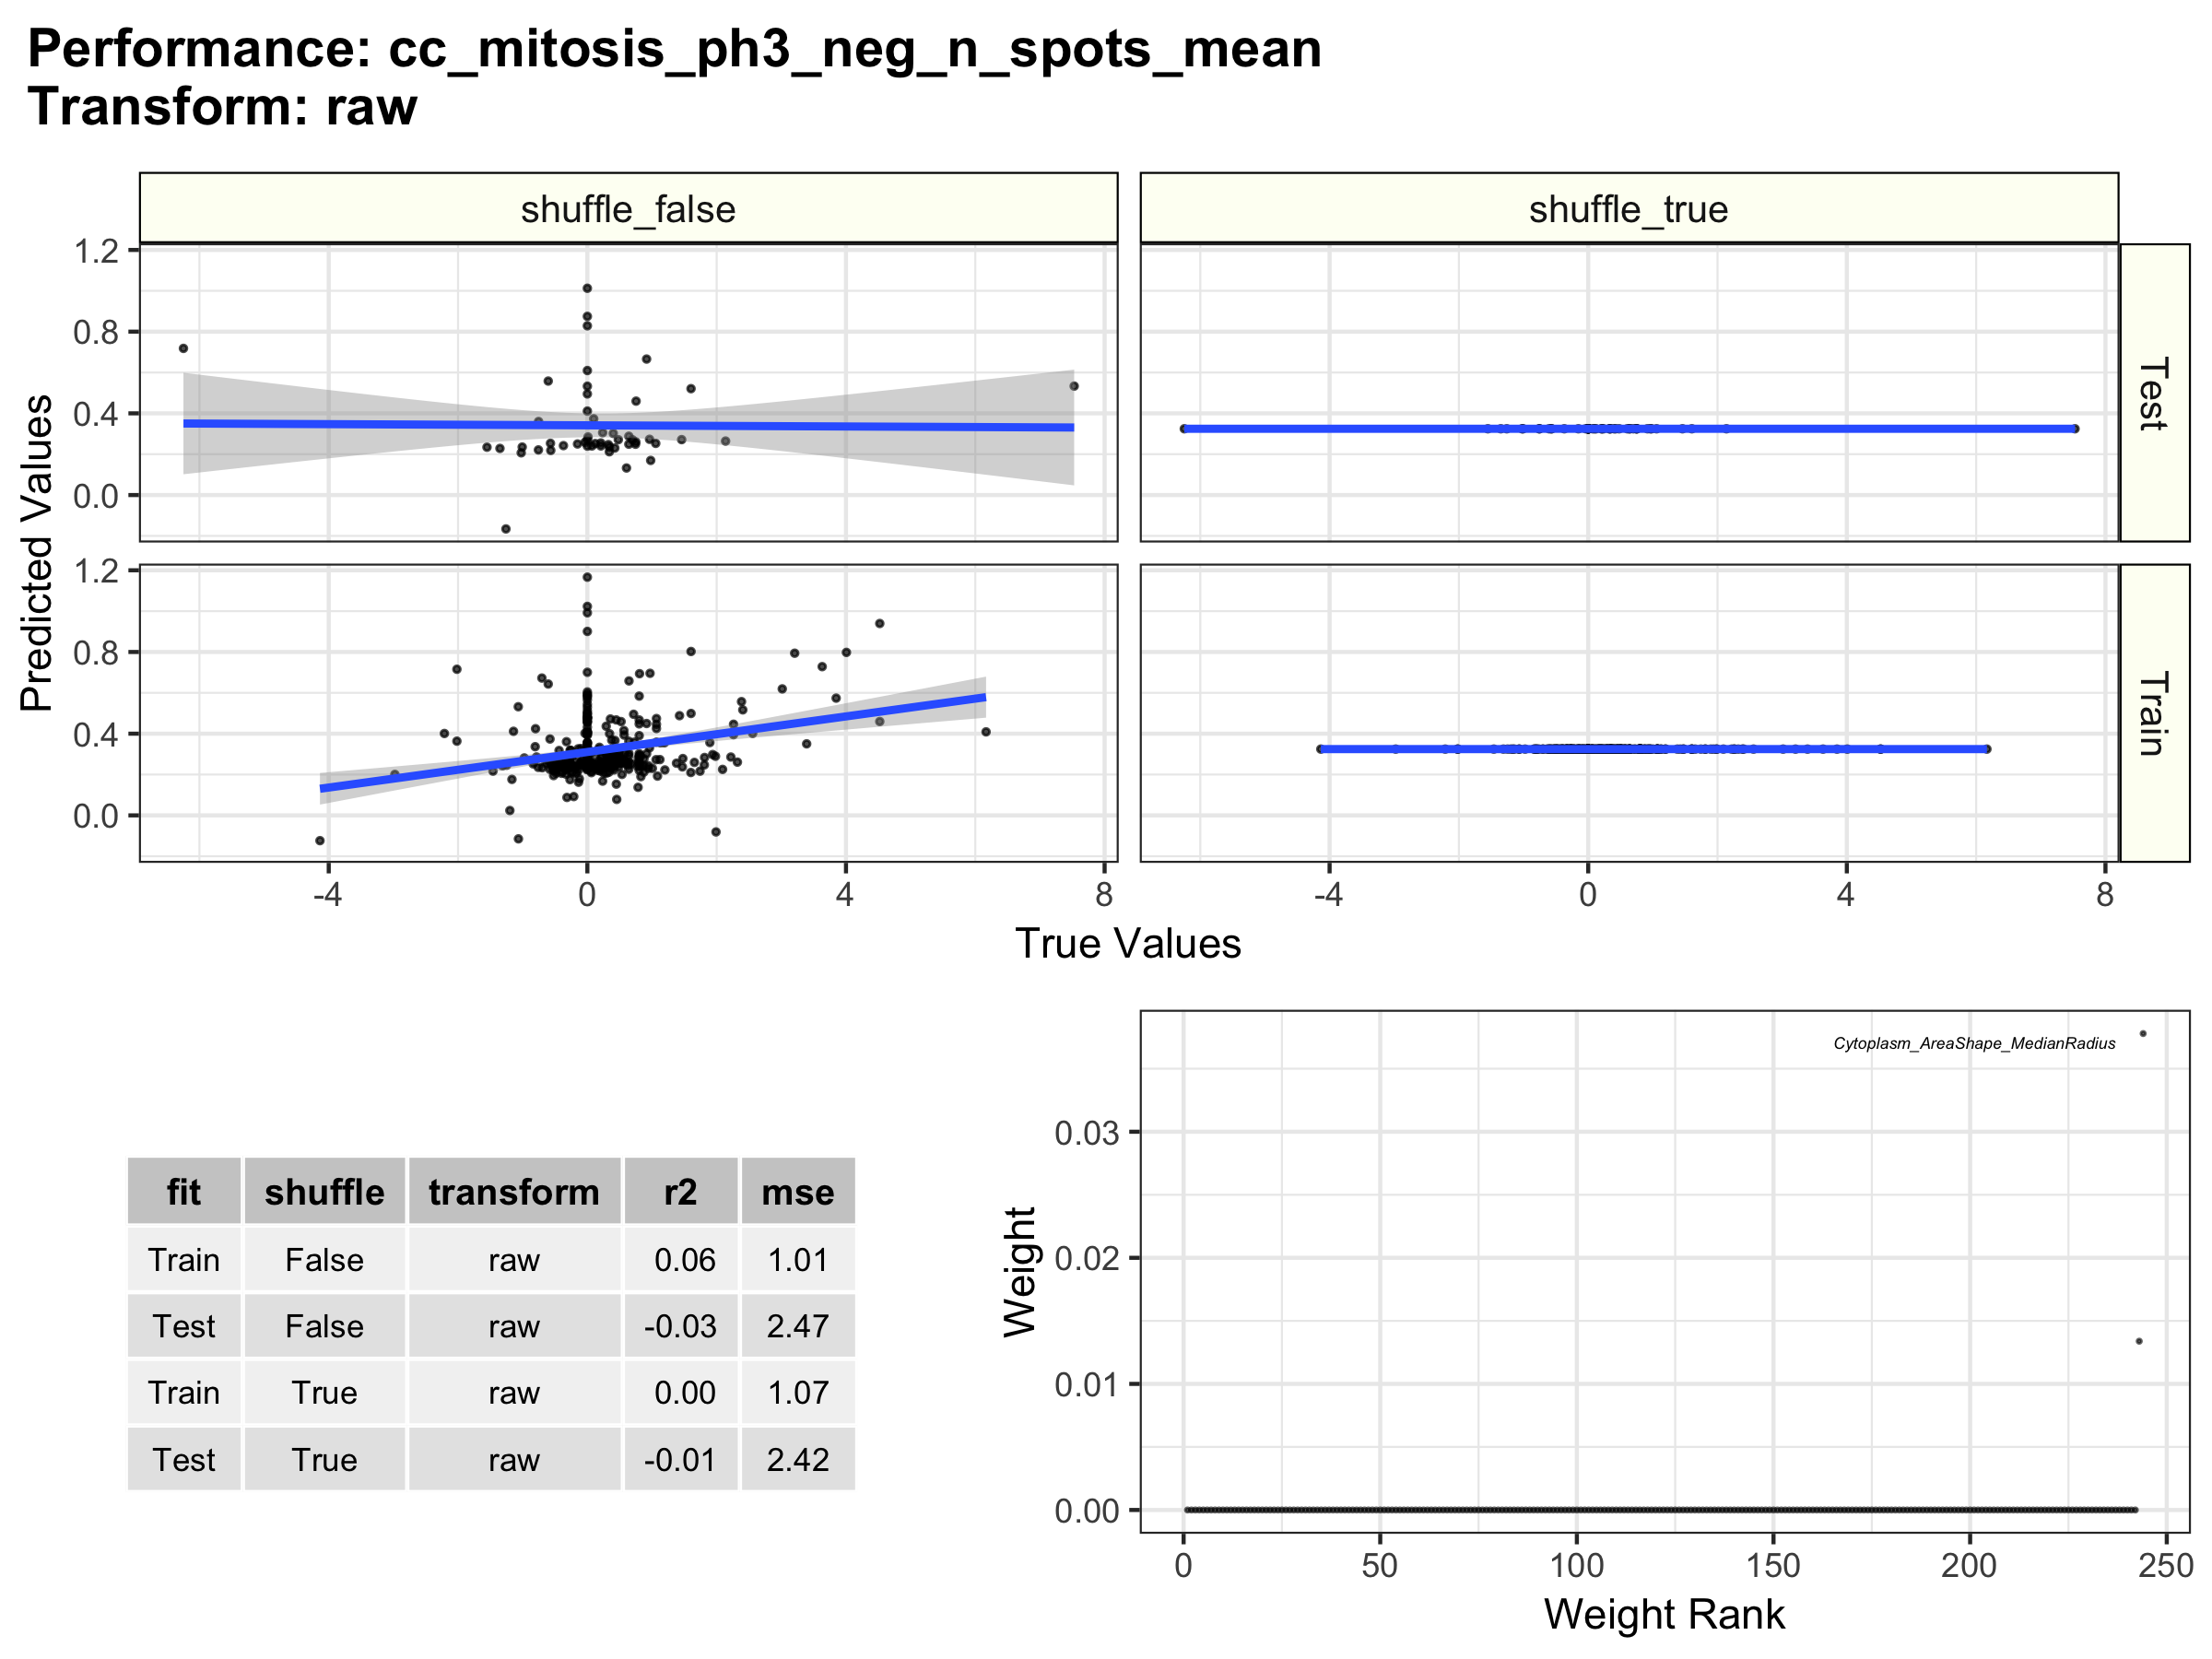 Performance: cc_mitosis_ph3_neg_n_spots_mean
Transform: raw
shuffle_false
shuffle_true
1.2
0.8
0.4
0.0
Test
1.2
0.8
0.4
0.0
Train
Predicted Values
-4
0
4
8
-4
0
4
8
True Values
fit shuffle transform r2 mse
Train False raw 0.06 1.01
Test False raw -0.03 2.47
Train True raw 0.00 1.07
Test True raw -0.01 2.42
Cytoplasm_AreaShape_MedianRadius
0.03
0.02
0.01
0.00
Weight
0
50
100
150
200
250
Weight Rank